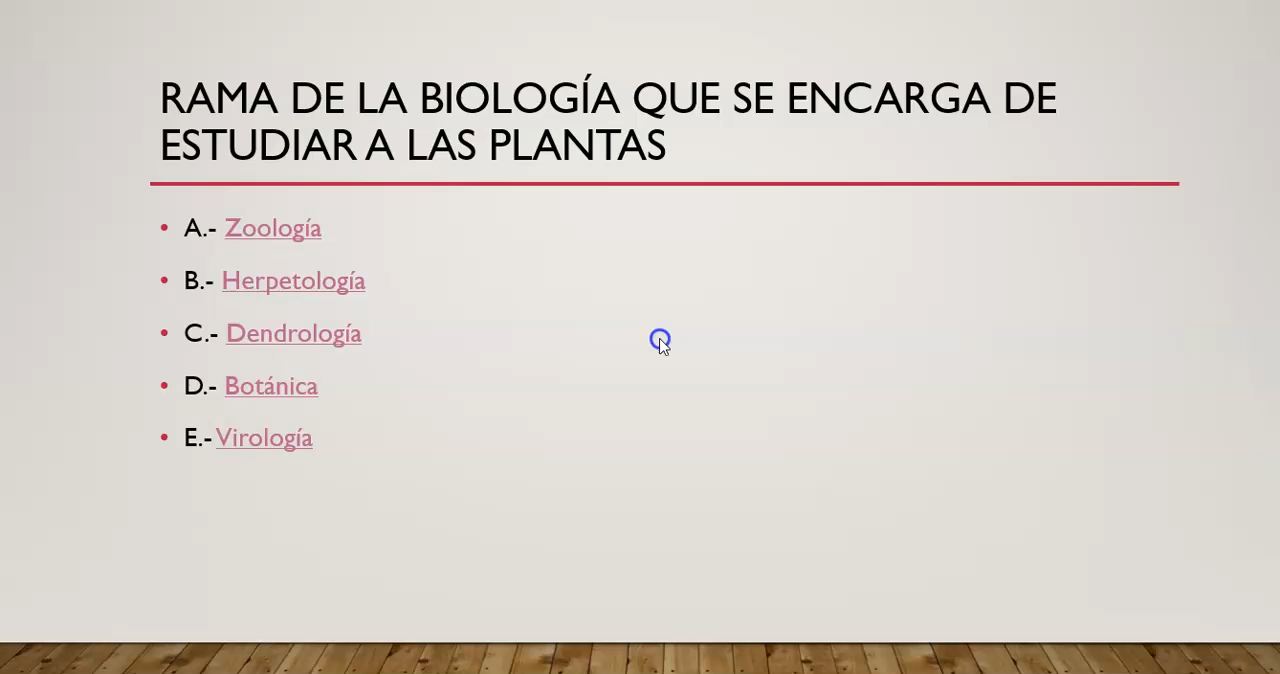 RAMA DE LA BIOLOGÍA QUE SE ENCARGA DE
ESTUDIAR A LAS PLANTAS
• A.- Zoología
• B.- Herpetología
• C.- Dendrología
• D.- Botánica
• E.- Virología